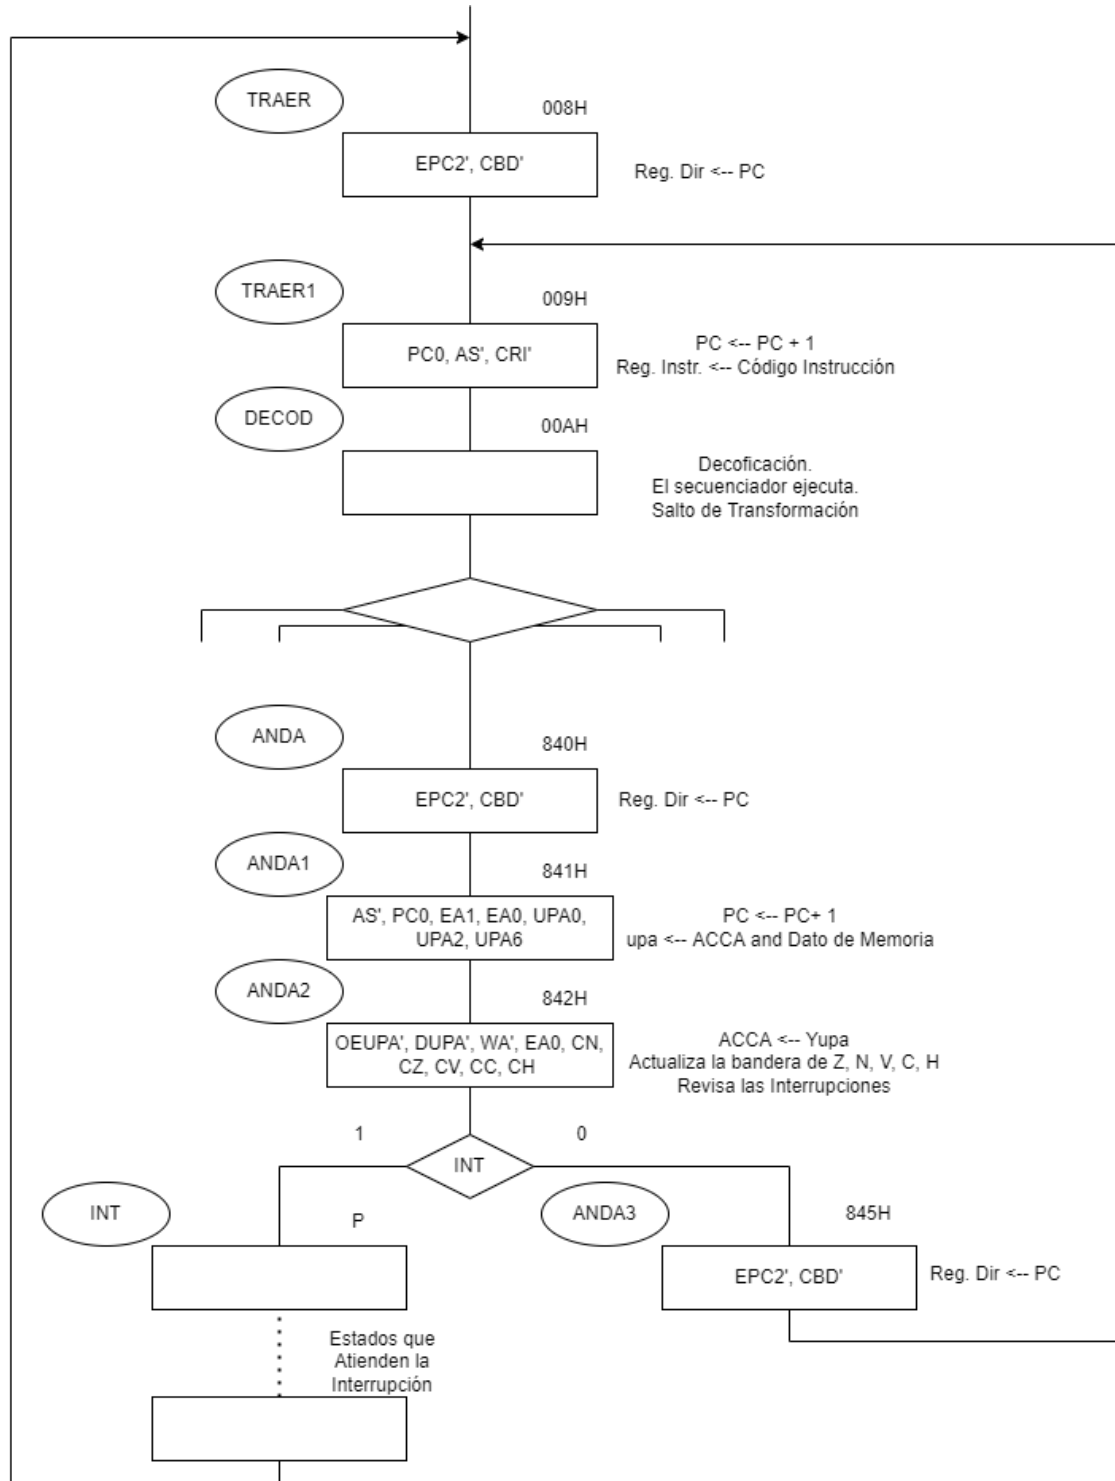 TRAER
008H
EPC2', CBD'
Reg. Dir <-- PC
TRAER1
009H
PC0, AS', CRI'
PC <-- PC + 1
Reg. Instr. <-- Código Instrucción
DECOD
00AH
Decoficación.
El secuenciador ejecuta.
Salto de Transformación
ANDA
840H
EPC2', CBD'
Reg. Dir <-- PC
ANDA1
841H
AS', PC0, EA1, EA0, UPA0,
UPA2, UPA6
PC <-- PC+ 1
upa <-- ACCA and Dato de Memoria
ANDA2
842H
OEUPA', DUPA', WA', EA0, CN,
CZ, CV, CC, CH
ACCA <-- Yupa
Actualiza la bandera de Z, N, V, C, H
Revisa las Interrupciones
1
0
INT
INT
P
ANDA3
845H
EPC2', CBD'
Reg. Dir <-- PC
Estados que
Atienden la
Interrupción